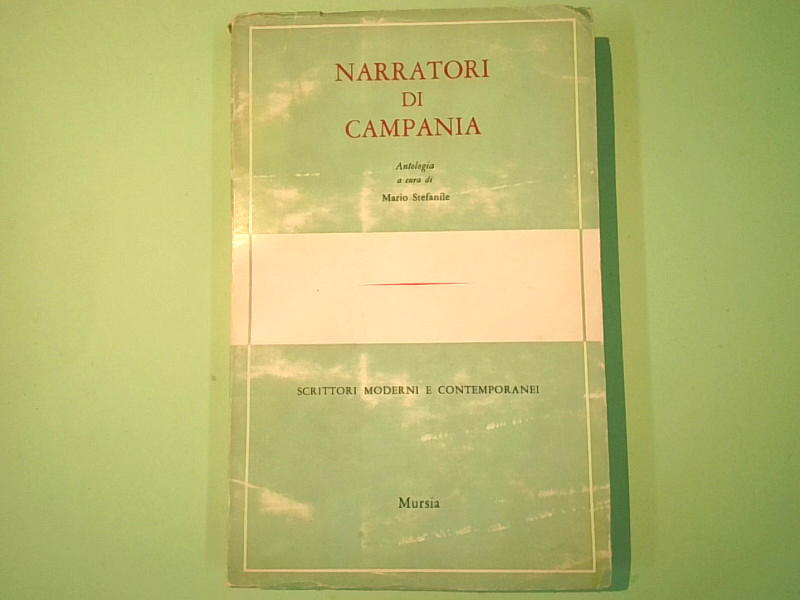 NARRATORI
DI
CAMPANIA
Antologia
a cura di
Mario Stefanile
SCRITTORI MODERNI E CONTEMPORANEI
Mursia